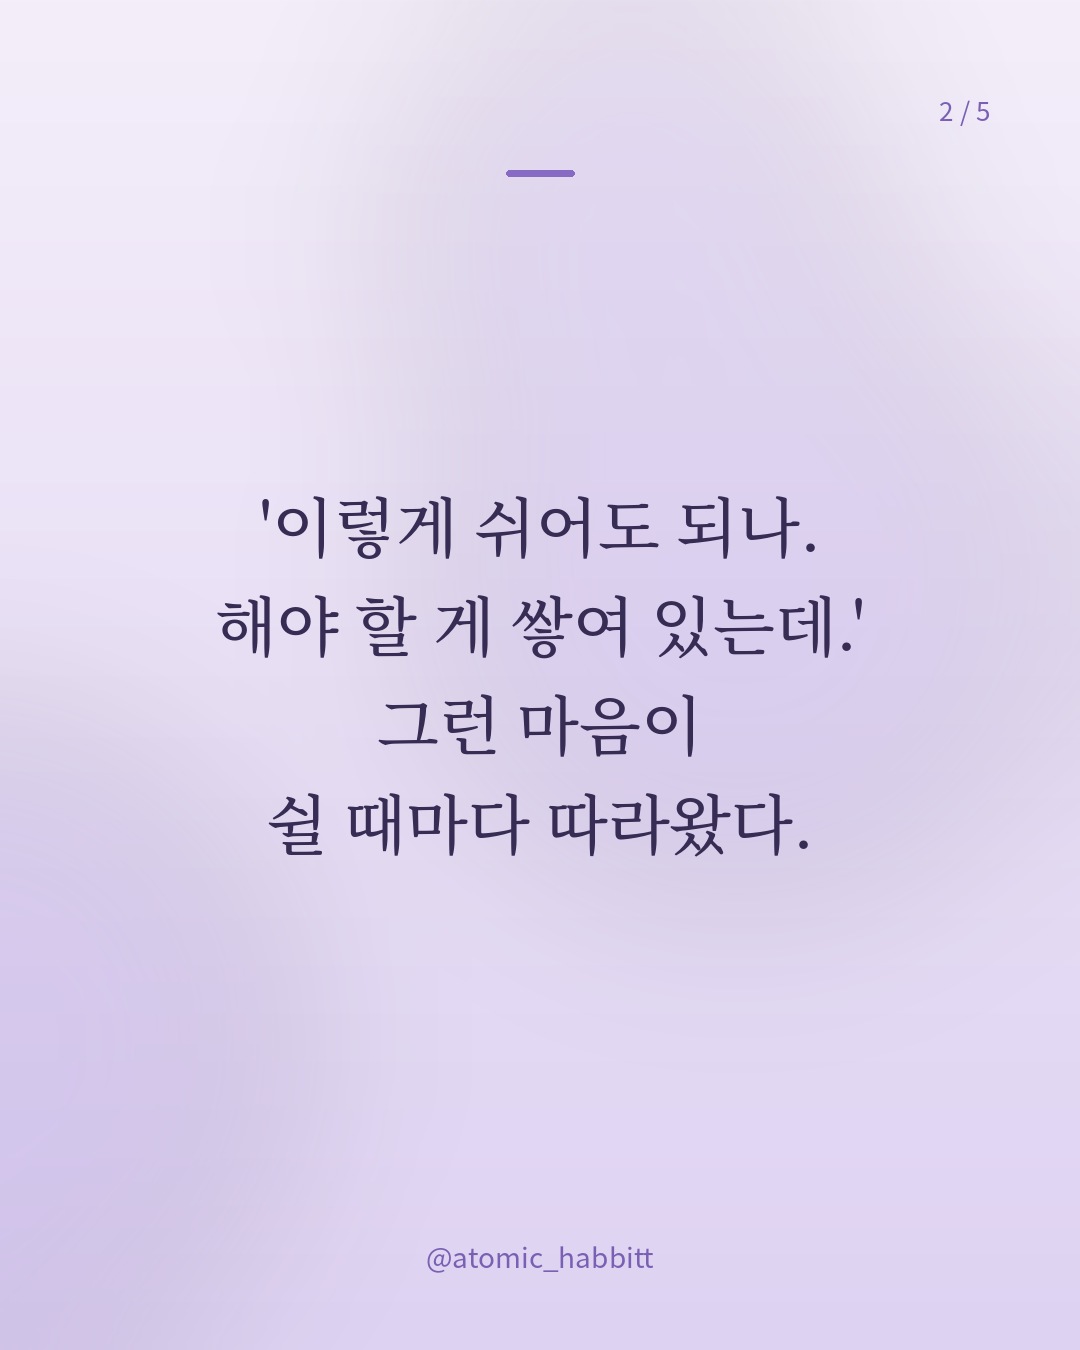 2 / 5
'이렇게 쉬어도 되나.
해야 할 게 쌓여 있는데.'
그런 마음이
쉴 때마다 따라왔다.
@atomic_habbitt